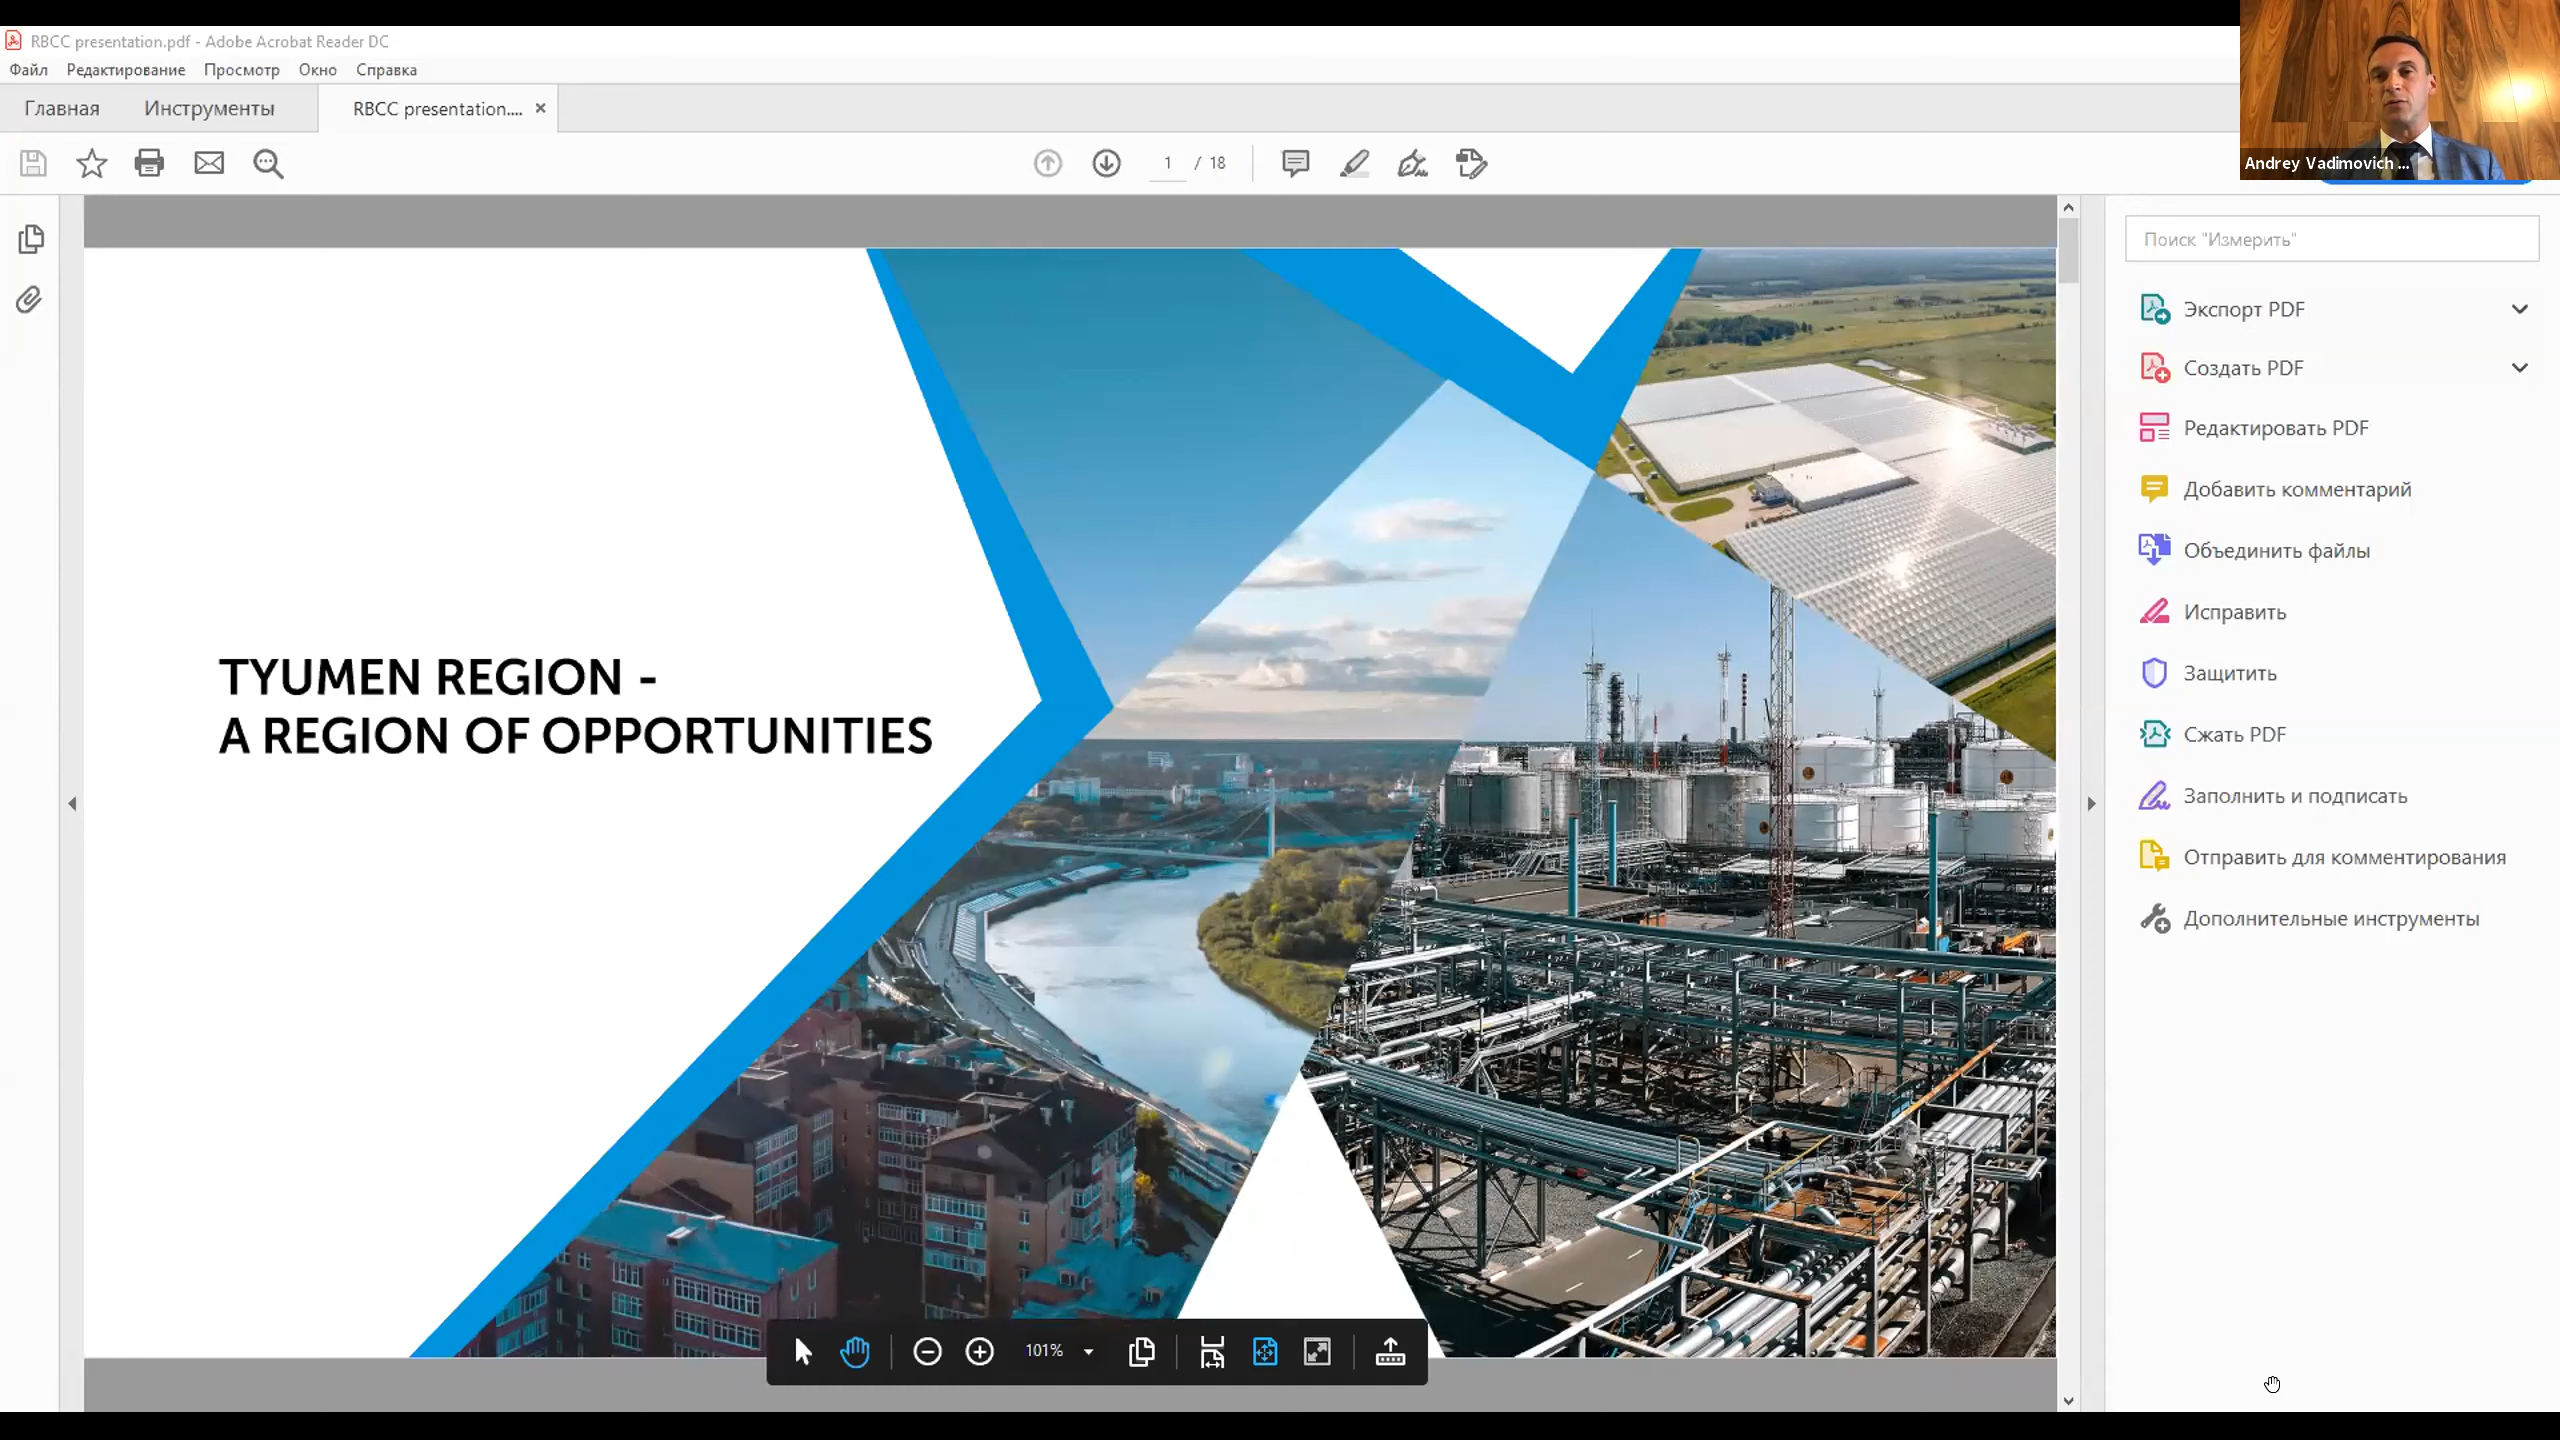 RBCC presentation.pdf - Adobe Acrobat Reader DC
Файл Редактирование Просмотр Окно Справка
Главная Инструменты RBCC presentation....
1 / 18
Andrey Vadimovich ...
TYUMEN REGION -
A REGION OF OPPORTUNITIES
Поиск "Измерить"
Экспорт PDF
Создать PDF
Редактировать PDF
Добавить комментарий
Объединить файлы
Исправить
Защитить
Сжать PDF
Заполнить и подписать
Отправить для комментирования
Дополнительные инструменты
101%